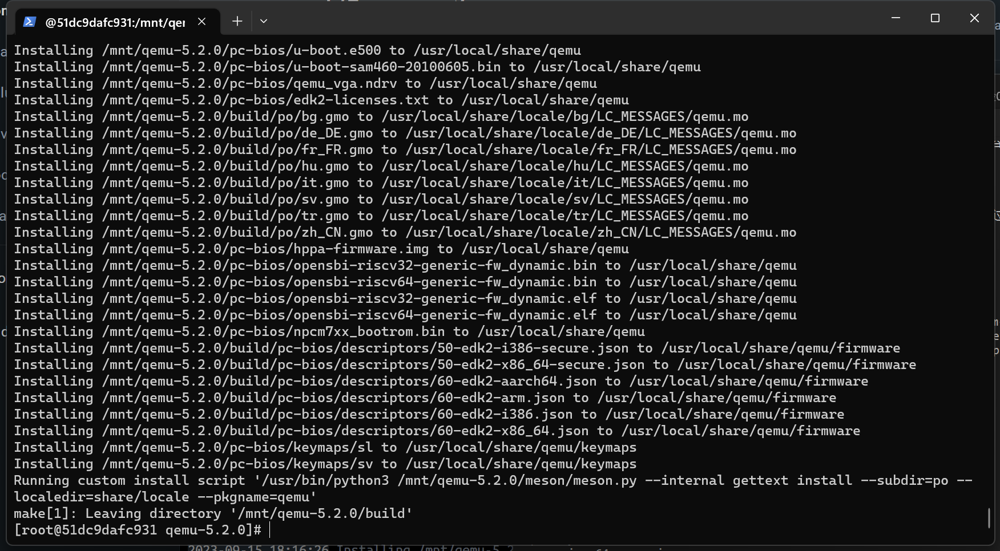 @51dc9dafc931:/mnt/qer
Installing /mnt/qemu-5.2.0/pc-bios/u-boot.e500 to /usr/local/share/qemu
Installing /mnt/qemu-5.2.0/pc-bios/u-boot-sam460-20100605.bin to /usr/local/share/qemu
Installing /mnt/qemu-5.2.0/pc-bios/qemu_vga.ndrv to /usr/local/share/qemu
Installing /mnt/qemu-5.2.0/pc-bios/edk2-licenses.txt to /usr/local/share/qemu
Installing /mnt/qemu-5.2.0/build/po/bg.gmo to /usr/local/share/locale/bg/LC_MESSAGES/qemu.mo
Installing /mnt/qemu-5.2.0/build/po/de_DE.gmo to /usr/local/share/locale/de_DE/LC_MESSAGES/qemu.mo
Installing /mnt/qemu-5.2.0/build/po/fr_FR.gmo to /usr/local/share/locale/fr_FR/LC_MESSAGES/qemu.mo
Installing /mnt/qemu-5.2.0/build/po/hu.gmo to /usr/local/share/locale/hu/LC_MESSAGES/qemu.mo
Installing /mnt/qemu-5.2.0/build/po/it.gmo to /usr/local/share/locale/it/LC_MESSAGES/qemu.mo
Installing /mnt/qemu-5.2.0/build/po/sv.gmo to /usr/local/share/locale/sv/LC_MESSAGES/qemu.mo
Installing /mnt/qemu-5.2.0/build/po/tr.gmo to /usr/local/share/locale/tr/LC_MESSAGES/qemu.mo
Installing /mnt/qemu-5.2.0/build/po/zh_CN.gmo to /usr/local/share/locale/zh_CN/LC_MESSAGES/qemu.mo
Installing /mnt/qemu-5.2.0/pc-bios/hppa-firmware.img to /usr/local/share/qemu
Installing /mnt/qemu-5.2.0/pc-bios/opensbi-riscv32-generic-fw_dynamic.bin to /usr/local/share/qemu
Installing /mnt/qemu-5.2.0/pc-bios/opensbi-riscv64-generic-fw_dynamic.bin to /usr/local/share/qemu
Installing /mnt/qemu-5.2.0/pc-bios/opensbi-riscv32-generic-fw_dynamic.elf to /usr/local/share/qemu
Installing /mnt/qemu-5.2.0/pc-bios/opensbi-riscv64-generic-fw_dynamic.elf to /usr/local/share/qemu
Installing /mnt/qemu-5.2.0/pc-bios/npcm7xx_bootrom.bin to /usr/local/share/qemu
Installing /mnt/qemu-5.2.0/build/pc-bios/descriptors/50-edk2-i386-secure.json to /usr/local/share/qemu/firmware
Installing /mnt/qemu-5.2.0/build/pc-bios/descriptors/50-edk2-x86_64-secure.json to /usr/local/share/qemu/firmware
Installing /mnt/qemu-5.2.0/build/pc-bios/descriptors/60-edk2-aarch64.json to /usr/local/share/qemu/firmware
Installing /mnt/qemu-5.2.0/build/pc-bios/descriptors/60-edk2-arm.json to /usr/local/share/qemu/firmware
Installing /mnt/qemu-5.2.0/build/pc-bios/descriptors/60-edk2-i386.json to /usr/local/share/qemu/firmware
Installing /mnt/qemu-5.2.0/build/pc-bios/descriptors/60-edk2-x86_64.json to /usr/local/share/qemu/firmware
Installing /mnt/qemu-5.2.0/pc-bios/keymaps/sl to /usr/local/share/qemu/keymaps
Installing /mnt/qemu-5.2.0/pc-bios/keymaps/sv to /usr/local/share/qemu/keymaps
Running custom install script '/usr/bin/python3 /mnt/qemu-5.2.0/meson/meson.py --internal gettext install --subdir=po --
localedir=share/locale --pkgname=qemu'
make[1]: Leaving directory '/mnt/qemu-5.2.0/build'
[root@51dc9dafc931 qemu-5.2.0]#
2023-09-15 18:16:26 Installing /mnt/qemu-5.2